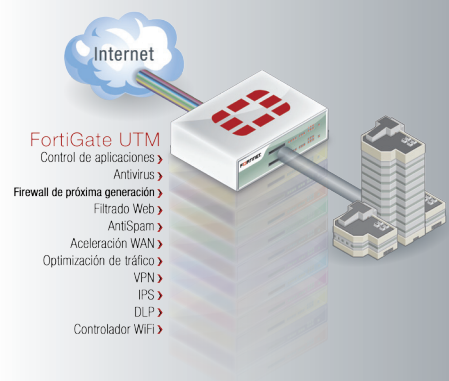 Internet
FORTINET
FortiGate UTM
Control de aplicaciones ❯
Antivirus ❯
Firewall de próxima generación ❯
Filtrado Web ❯
AntiSpam ❯
Aceleración WAN ❯
Optimización de tráfico ❯
VPN ❯
IPS ❯
DLP ❯
Controlador WiFi ❯